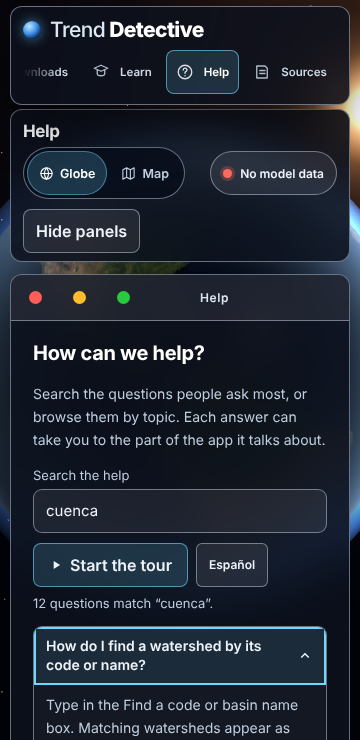 Trend Detective
Learn
Help
Sources
Help
Globe
Map
No model data
Hide panels
Help
How can we help?
Search the questions people ask most, or
browse them by topic. Each answer can
take you to the part of the app it talks about.
Search the help
cuenca
Start the tour
Español
12 questions match “cuenca”.
How do I find a watershed by its
code or name?
Type in the Find a code or basin name
box. Matching watersheds appear as